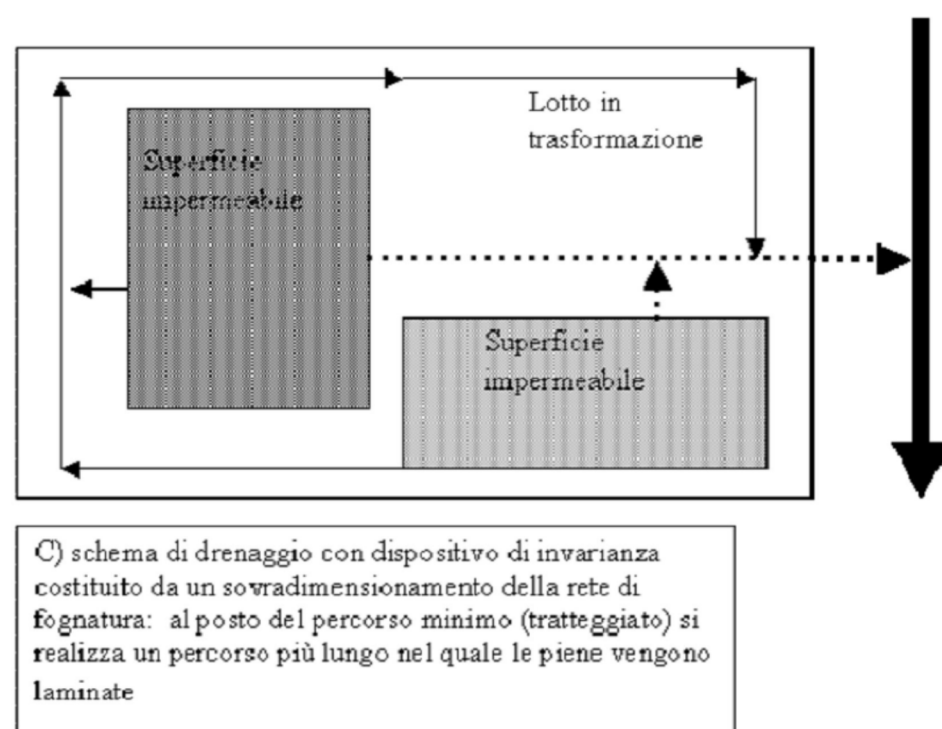 Lotto in
trasformazione
Superficie
impermeabile
Superficie
impermeabile
C) schema di drenaggio con dispositivo di invarianza
costituito da un sovradimensionamento della rete di
fognatura: al posto del percorso minimo (tratteggiato) si
realizza un percorso più lungo nel quale le piene vengono
laminate